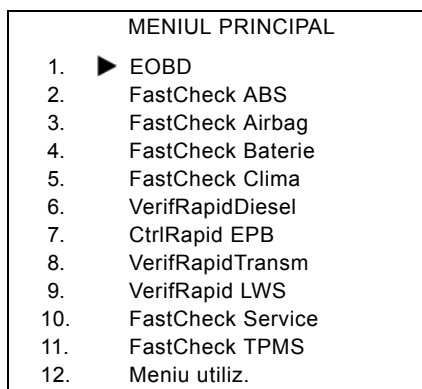 MENIUL PRINCIPAL
1. ▶ EOBD
2. FastCheck ABS
3. FastCheck Airbag
4. FastCheck Baterie
5. FastCheck Clima
6. VerifRapidDiesel
7. CtrlRapid EPB
8. VerifRapidTransm
9. VerifRapid LWS
10. FastCheck Service
11. FastCheck TPMS
12. Meniu utiliz.